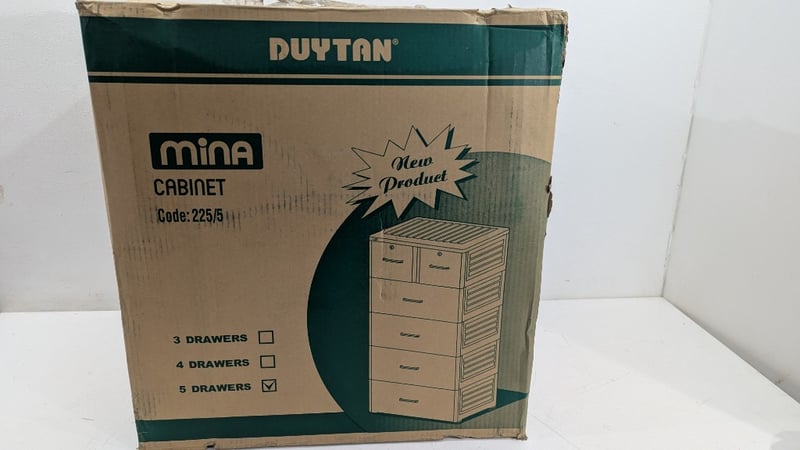 DUYTAN®
MINA
CABINET
Code: 225/5
New
Product
3 DRAWERS
4 DRAWERS
5 DRAWERS